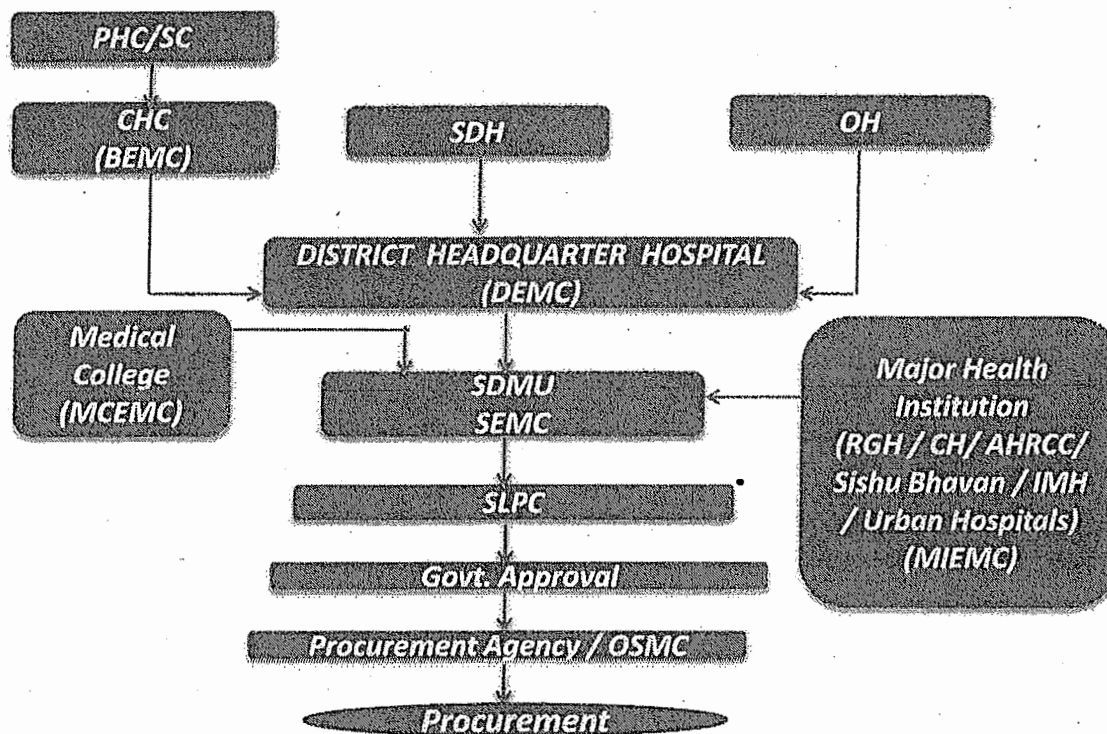 PHC/SC
CHC
(BEMC)
SDH
OH
DISTRICT HEADQUARTER HOSPITAL
(DEMC)
Medical
College
(MCEMC)
SDMU
SEMC
Major Health
Institution
(RGH / CH/ AHRCC/
Sishu Bhavan / IMH
/ Urban Hospitals)
(MIEMC)
SLPC
Govt. Approval
Procurement Agency / OSMC
Procurement